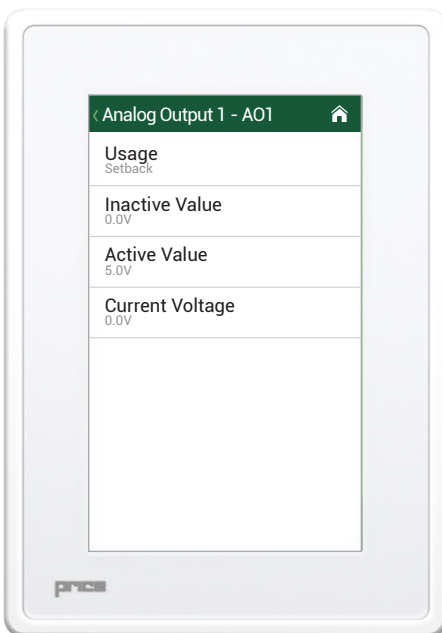 Analog Output 1 - AO1
Usage
Setback
Inactive Value
0.0V
Active Value
5.0V
Current Voltage
0.0V
price